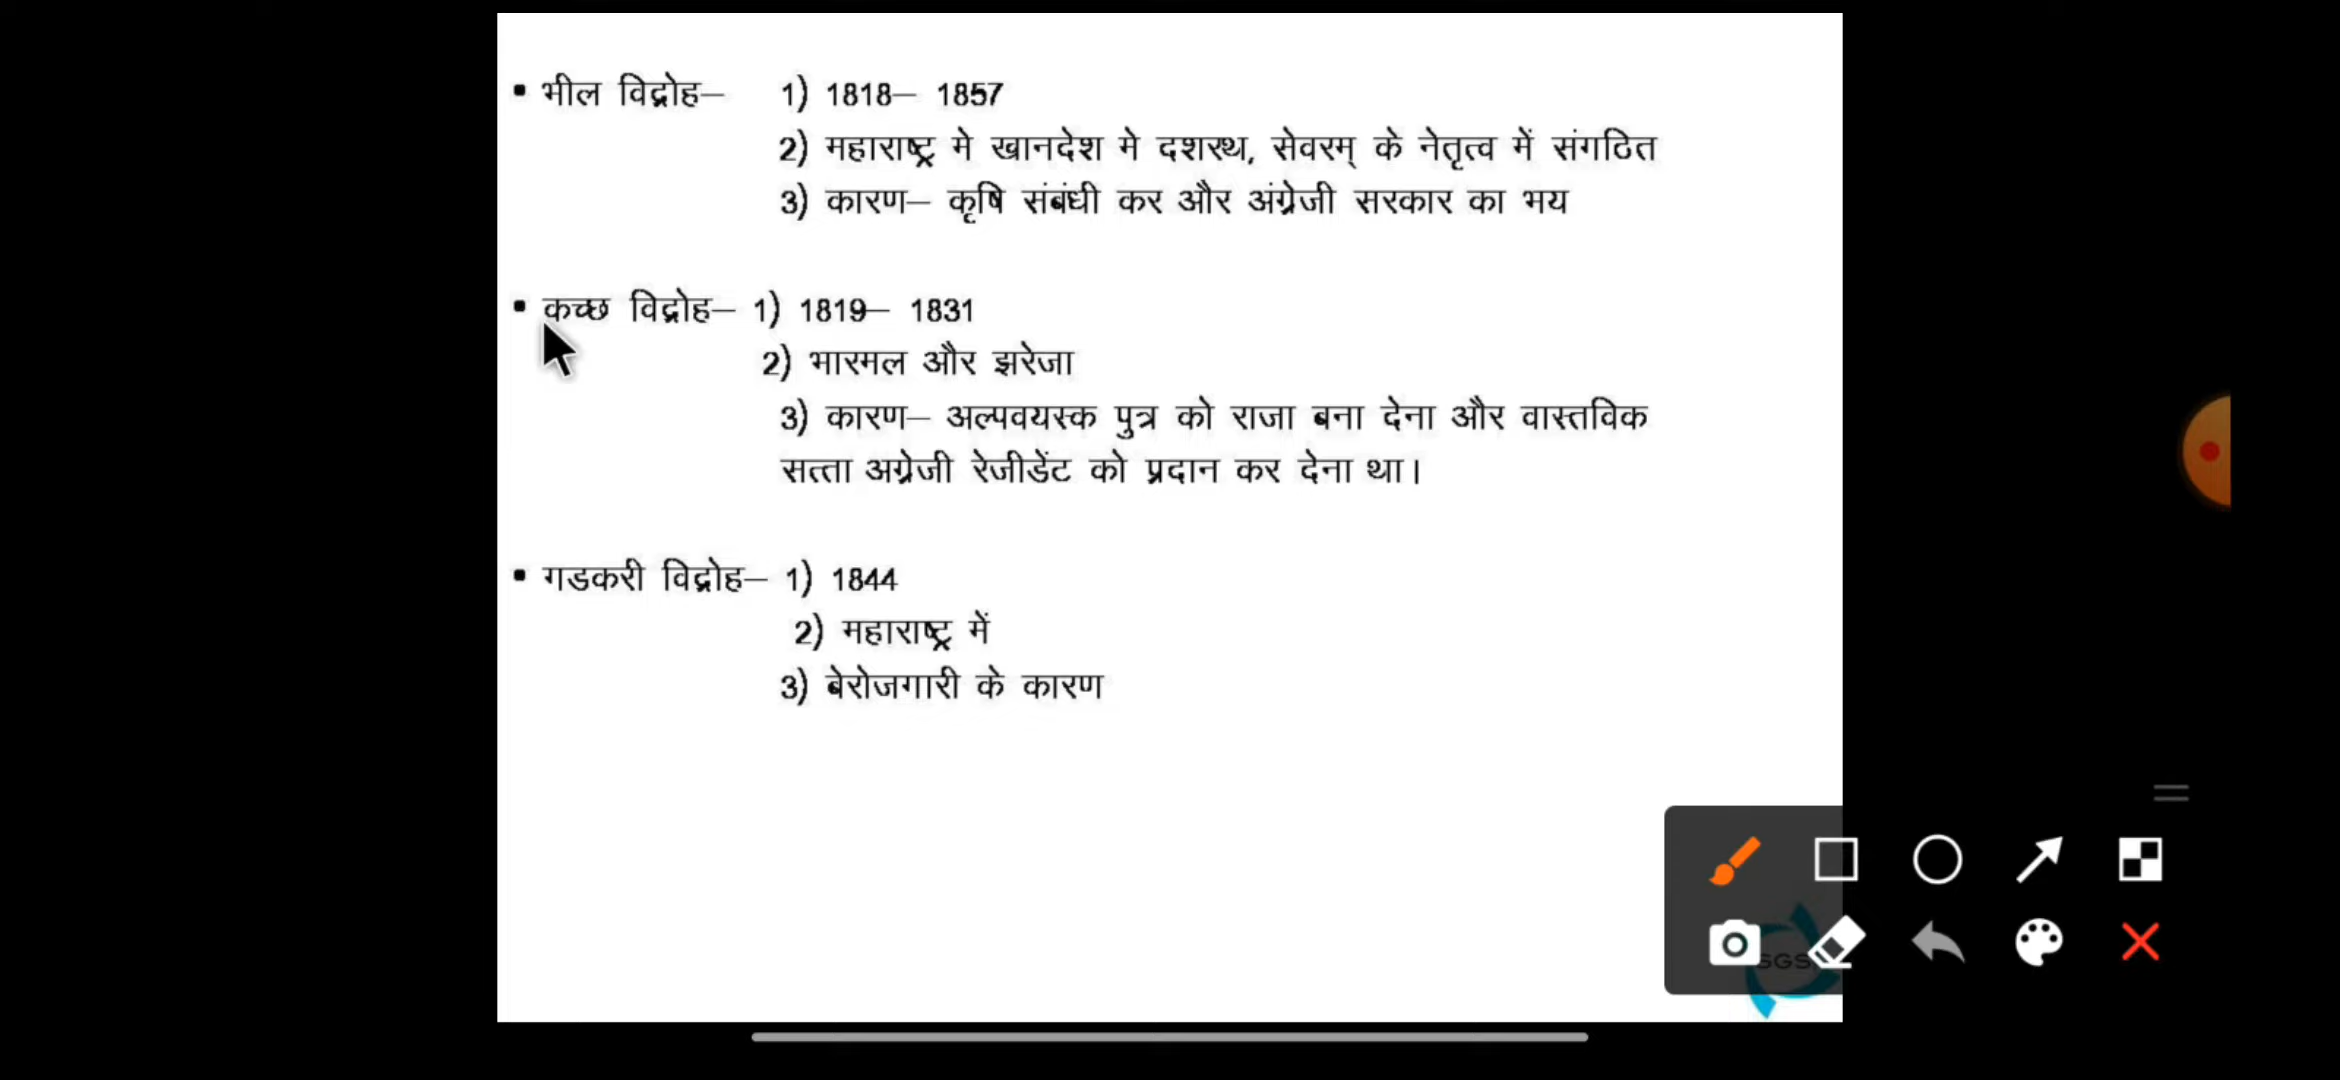 ▪ भील विद्रोह– 1) 1818– 1857
2) महाराष्ट्र मे खानदेश मे दशरथ, सेवरम् के नेतृत्व में संगठित
3) कारण– कृषि संबंधी कर और अंग्रेजी सरकार का भय
▪ कच्छ विद्रोह– 1) 1819– 1831
2) भारमल और झरेजा
3) कारण– अल्पवयस्क पुत्र को राजा बना देना और वास्तविक
सत्ता अग्रेजी रेजीडेंट को प्रदान कर देना था।
▪ गडकरी विद्रोह– 1) 1844
2) महाराष्ट्र में
3) बेरोजगारी के कारण
SGS